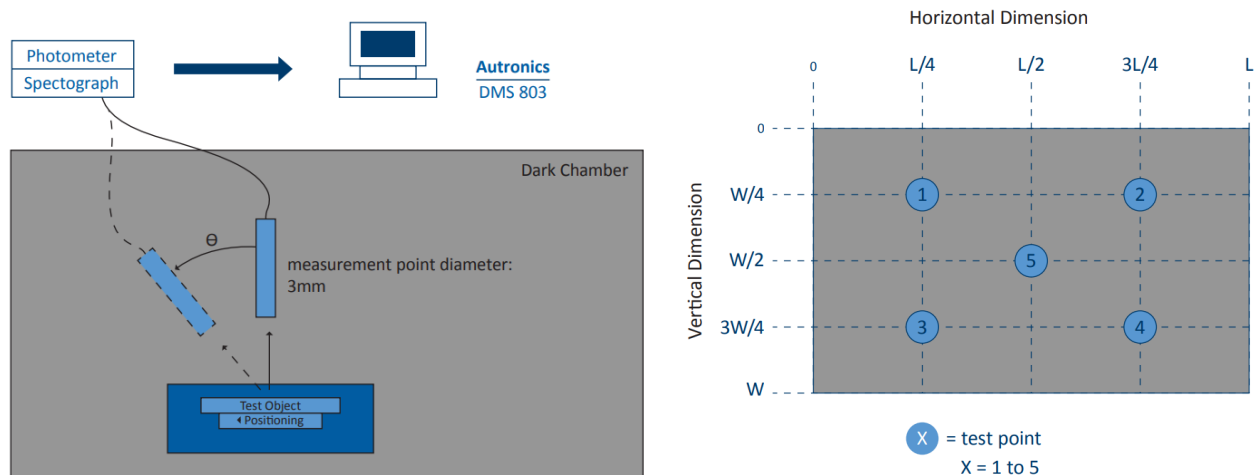 Photometer
Spectograph
Autronics
DMS 803
Dark Chamber
Θ
measurement point diameter:
3mm
Test Object
Positioning
Horizontal Dimension
0 L/4 L/2 3L/4 L
Vertical Dimension
0
W/4
1 2
W/2
5
3W/4
3 4
W
X = test point
X = 1 to 5